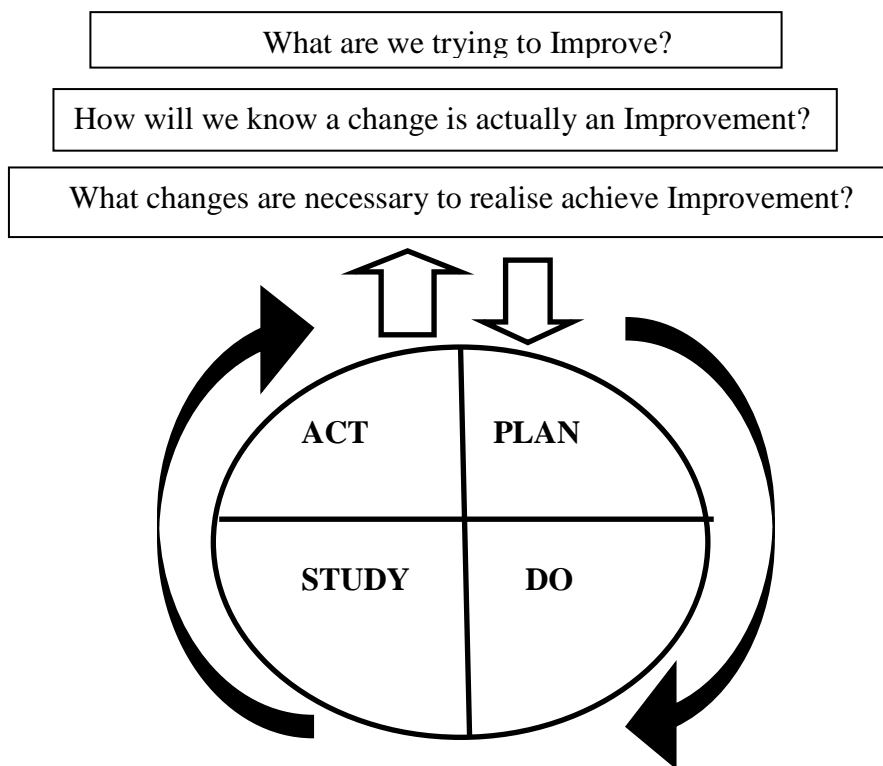 What are we trying to Improve?
How will we know a change is actually an Improvement?
What changes are necessary to realise achieve Improvement?
ACT PLAN
STUDY DO